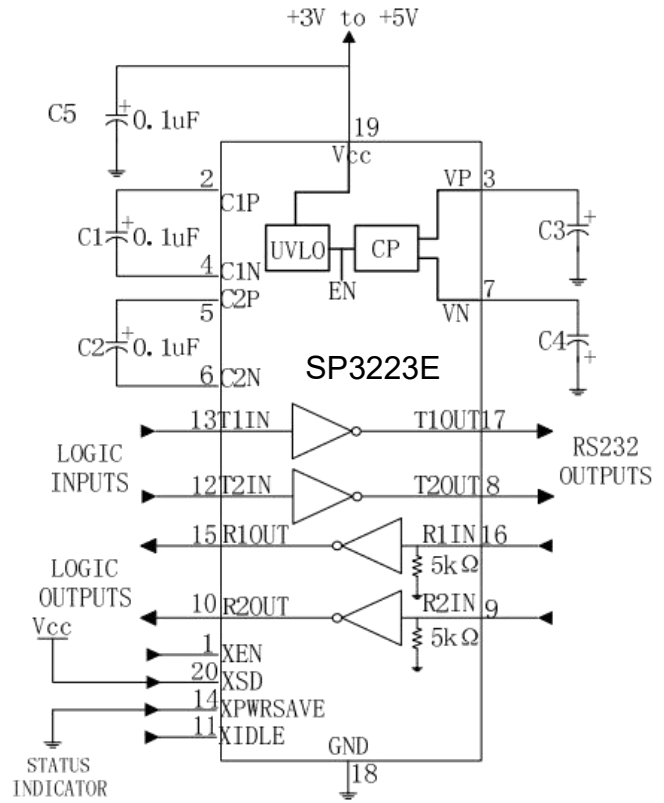 +3V to +5V
C5
+
0.1uF
19
Vcc
2
C1P
VP
3
C1
+
0.1uF
UVLO
CP
C3
+
4
C1N
EN
C2P
5
7
VN
C2
+
0.1uF
C4
+
6
C2N
SP3223E
13
T1IN
T1OUT
17
LOGIC
INPUTS
RS232
OUTPUTS
12
T2IN
T2OUT
8
15
R1OUT
R1IN
16
5kΩ
LOGIC
OUTPUTS
10
R2OUT
R2IN
9
5kΩ
Vcc
1
XEN
20
XSD
14
XPWRSAVE
11
XIDLE
GND
18
STATUS
INDICATOR